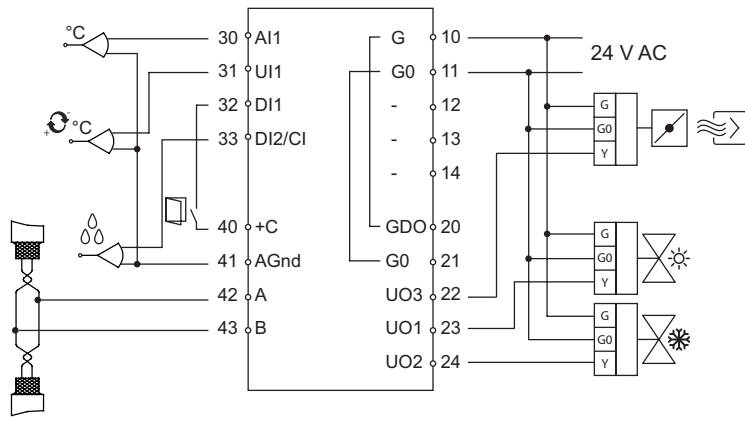 °C
30 AI1
G 10
24 V AC
31 UI1
G0 11
32 DI1
- 12
+ - °C
33 DI2/CI
- 13
- 14
G
G0
Y
40 +C
GDO 20
41 AGnd
G0 21
G
G0
Y
42 A
UO3 22
43 B
UO1 23
UO2 24
G
G0
Y